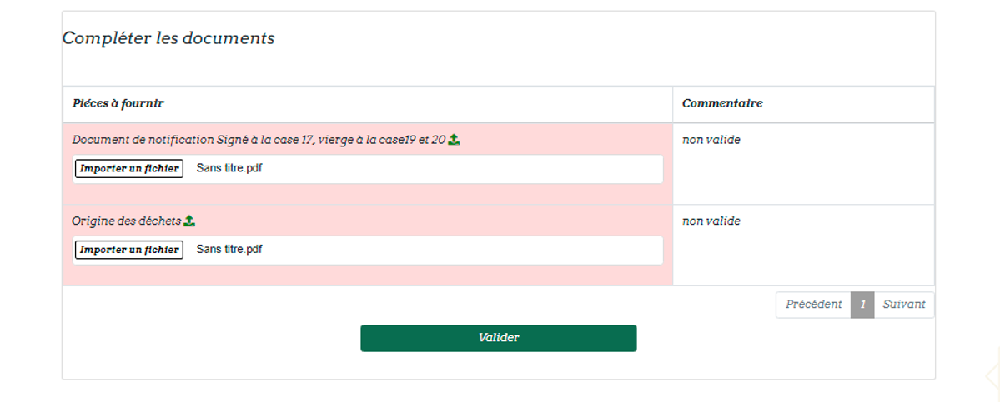 Compléter les documents
Piéces à fournir Commentaire
Document de notification Signé à la case 17, vierge à la case19 et 20 non valide
Importer un fichier Sans titre.pdf
Origine des déchets non valide
Importer un fichier Sans titre.pdf
Précédent 1 Suivant
Valider